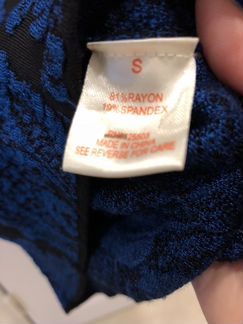 S
81%RAYON
19%SPANDEX
MADE IN CHINA
SEE REVERSE FOR CARE